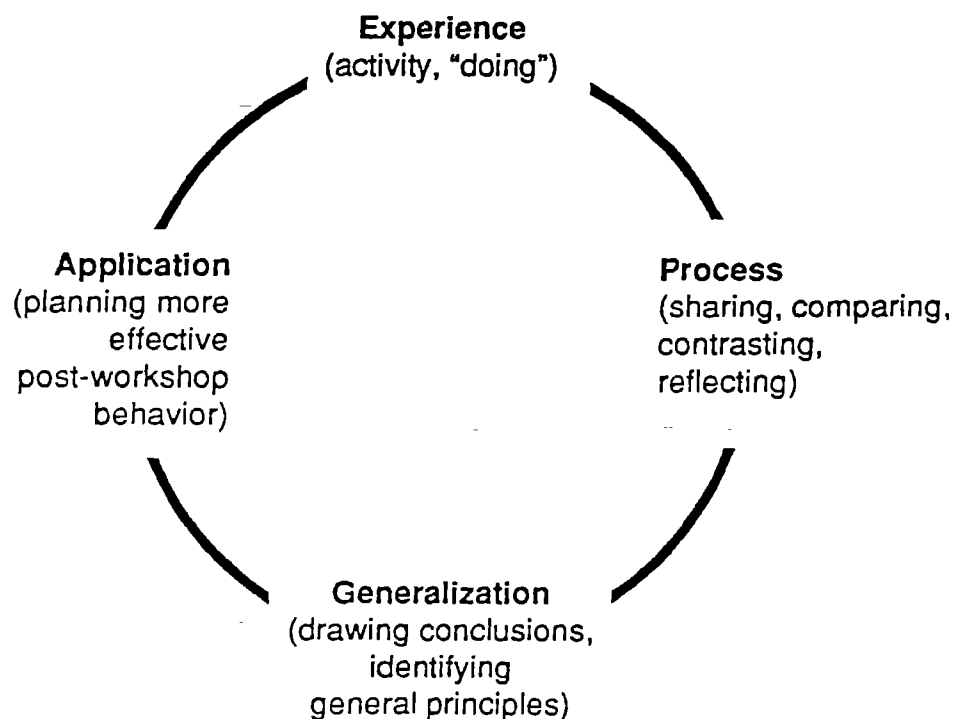 Experience
(activity, "doing")
Application
(planning more
effective
post-workshop
behavior)
Process
(sharing, comparing,
contrasting,
reflecting)
Generalization
(drawing conclusions,
identifying
general principles)